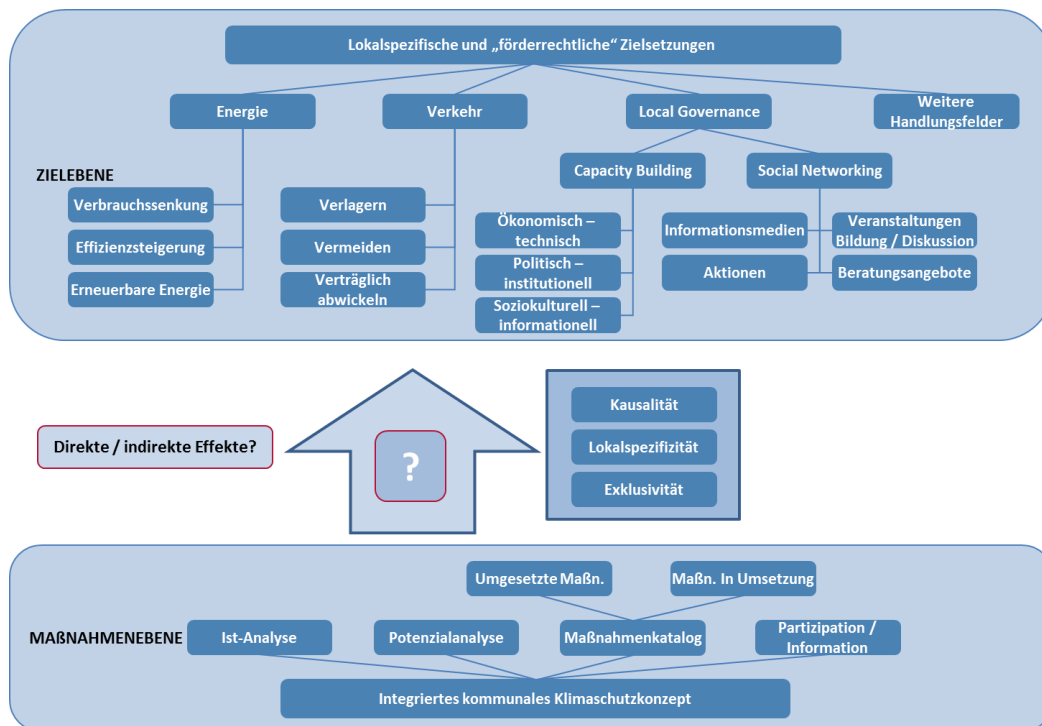 Lokalspezifische und „förderrechtliche“ Zielsetzungen
Energie
Verkehr
Local Governance
Weitere
Handlungsfelder
ZIELEBENE
Capacity Building
Social Networking
Verbrauchssenkung
Effizienzsteigerung
Erneuerbare Energie
Verlagern
Vermeiden
Verträglich
abwickeln
Ökonomisch –
technisch
Politisch –
institutionell
Soziokulturell –
informationell
Informationsmedien
Aktionen
Veranstaltungen
Bildung / Diskussion
Beratungsangebote
Direkte / indirekte Effekte?
?
Kausalität
Lokalspezifizität
Exklusivität
Umgesetzte Maßn.
Maßn. In Umsetzung
MAßNAHMENEBENE
Ist-Analyse
Potenzialanalyse
Maßnahmenkatalog
Partizipation /
Information
Integriertes kommunales Klimaschutzkonzept